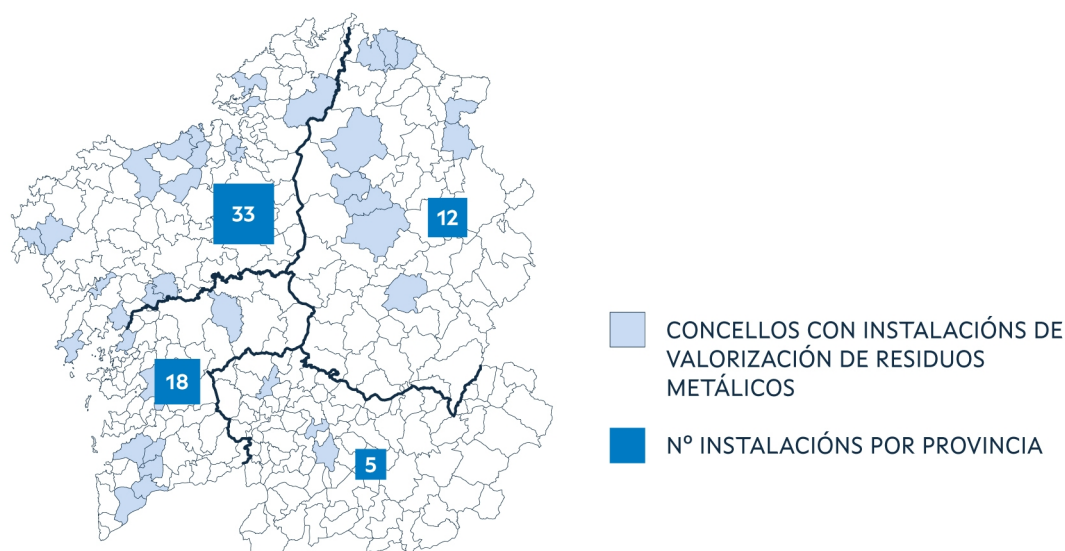 33
12
18
5
CONCELLOS CON INSTALACIÓNS DE
VALORIZACIÓN DE RESIDUOS
METÁLICOS
Nº INSTALACIÓNS POR PROVINCIA